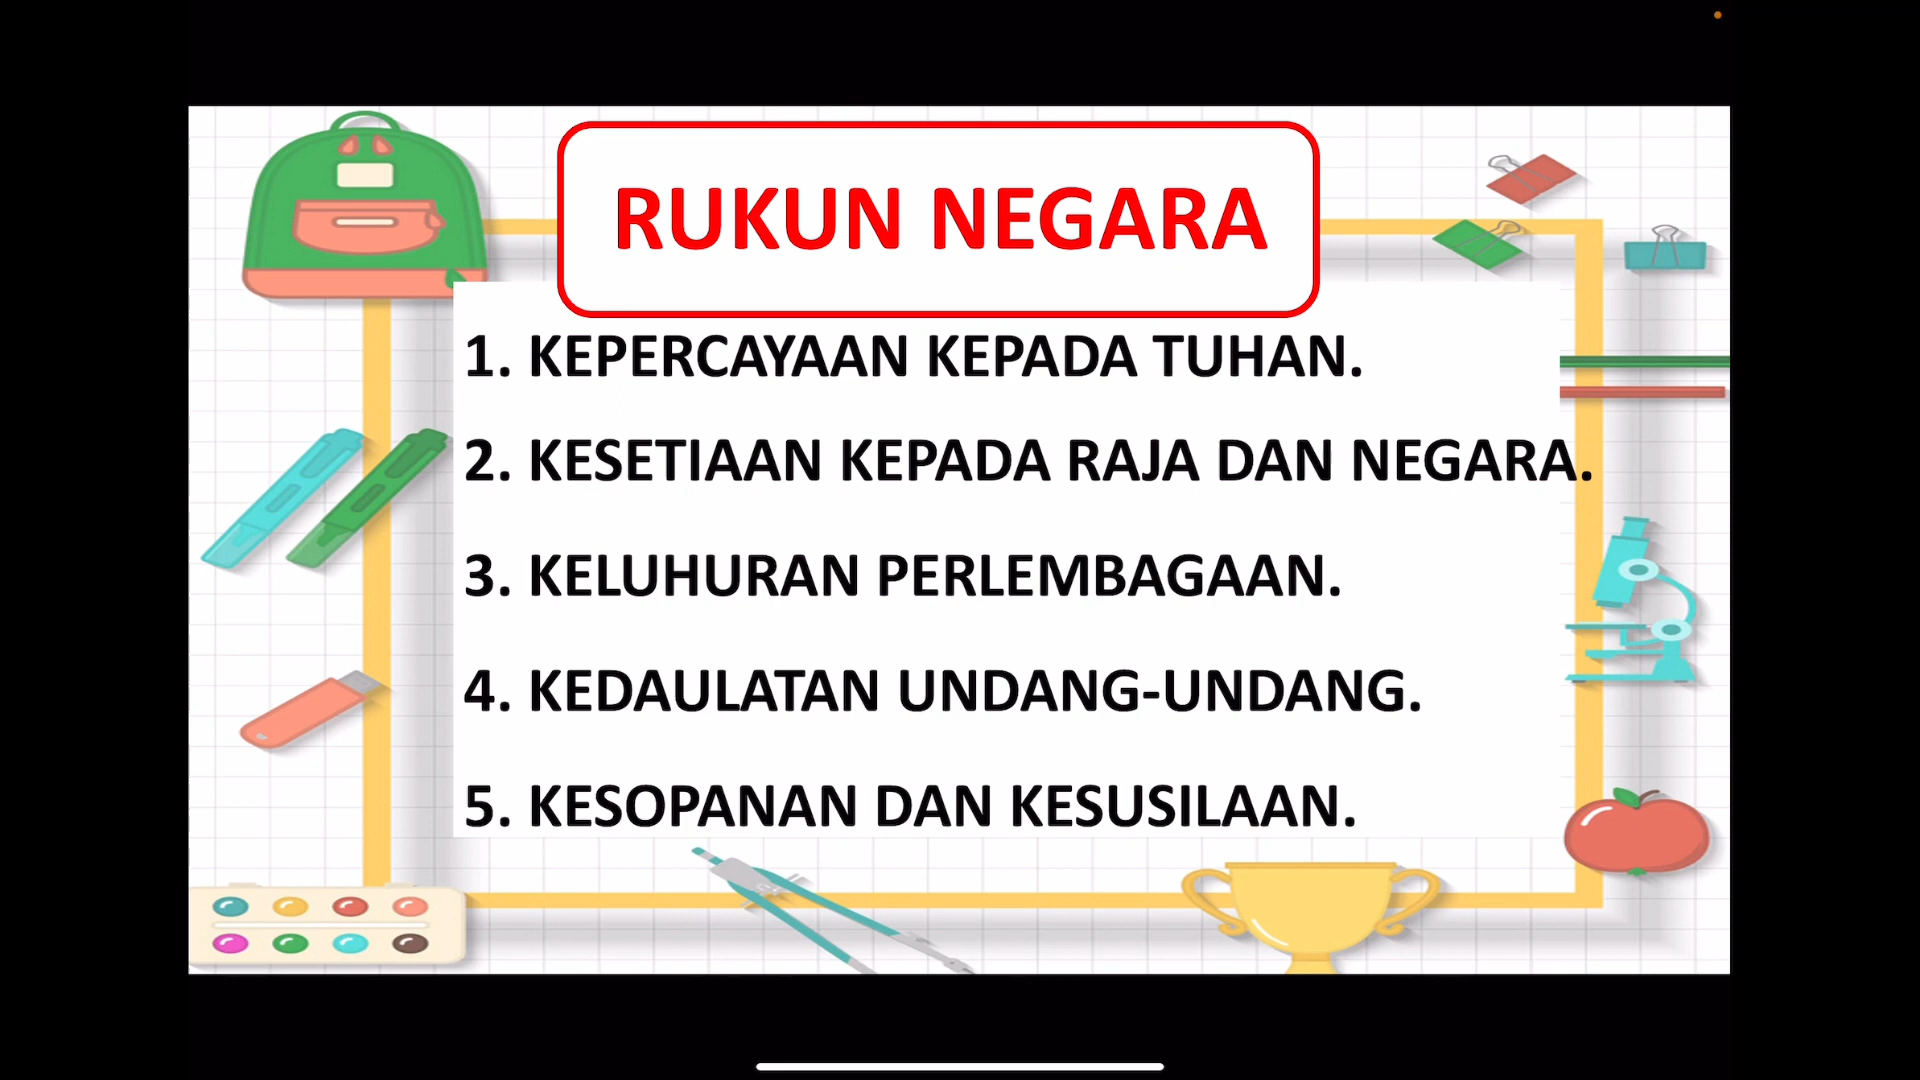 RUKUN NEGARA
1. KEPERCAYAAN KEPADA TUHAN.
2. KESETIAAN KEPADA RAJA DAN NEGARA.
3. KELUHURAN PERLEMBAGAAN.
4. KEDAULATAN UNDANG-UNDANG.
5. KESOPANAN DAN KESUSILAAN.